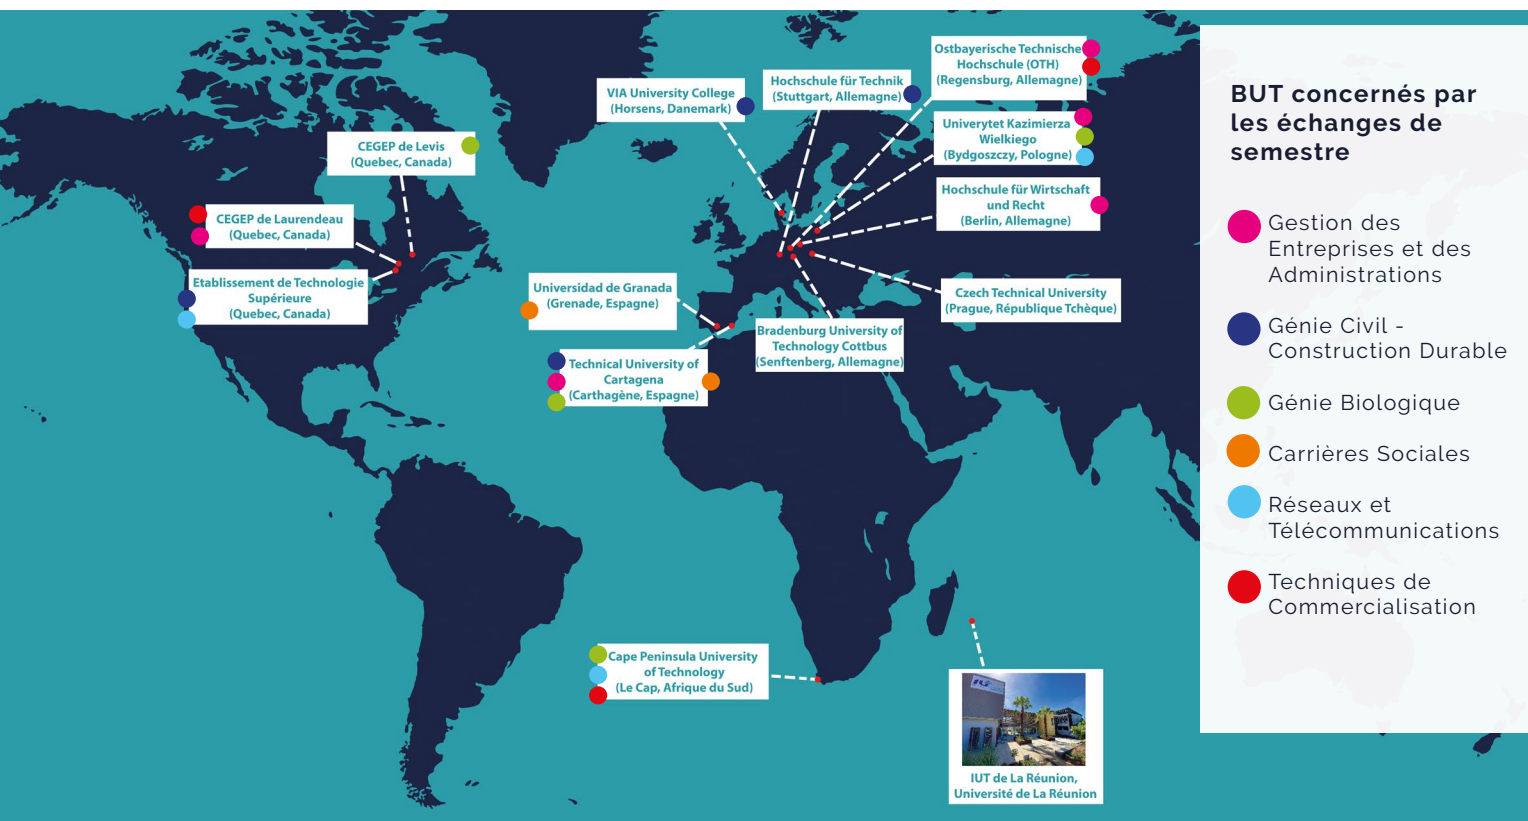 Ostbayerische Technische
Hochschule (OTH)
(Regensburg, Allemagne)
Hochschule für Technik
(Stuttgart, Allemagne)
VIA University College
(Horsens, Danemark)
Univerytet Kazimierza
Wielkiego
(Bydgoszczy, Pologne)
CEGEP de Levis
(Quebec, Canada)
Hochschule für Wirtschaft
und Recht
(Berlin, Allemagne)
CEGEP de Laurendeau
(Quebec, Canada)
Etablissement de Technologie
Supérieure
(Quebec, Canada)
Universidad de Granada
(Grenade, Espagne)
Czech Technical University
(Prague, République Tchèque)
Bradenburg University of
Technology Cottbus
(Senftenberg, Allemagne)
Technical University of
Cartagena
(Carthagène, Espagne)
Cape Peninsula University
of Technology
(Le Cap, Afrique du Sud)
IUT
IUT de La Réunion,
Université de La Réunion
BUT concernés par
les échanges de
semestre
Gestion des
Entreprises et des
Administrations
Génie Civil -
Construction Durable
Génie Biologique
Carrières Sociales
Réseaux et
Télécommunications
Techniques de
Commercialisation